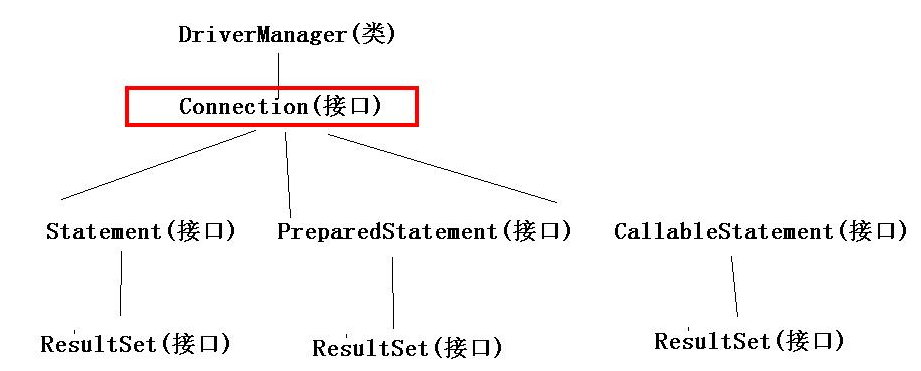 DriverManager(类)
Connection(接口)
Statement(接口)
PreparedStatement(接口)
CallableStatement(接口)
ResultSet(接口)
ResultSet(接口)
ResultSet(接口)